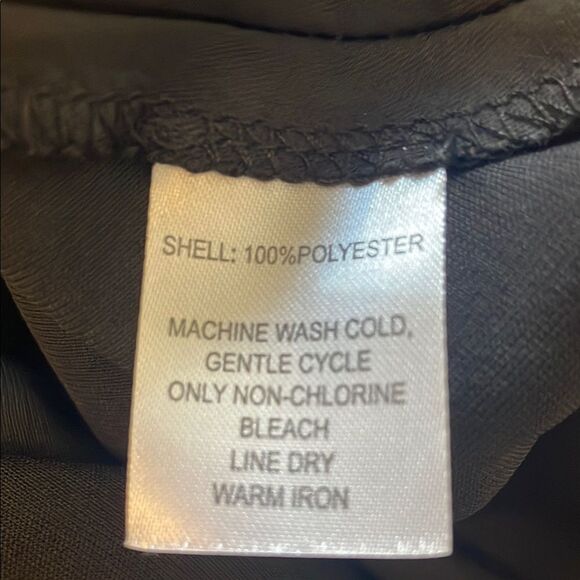 SHELL: 100%POLYESTER
MACHINE WASH COLD,
GENTLE CYCLE
ONLY NON-CHLORINE
BLEACH
LINE DRY
WARM IRON